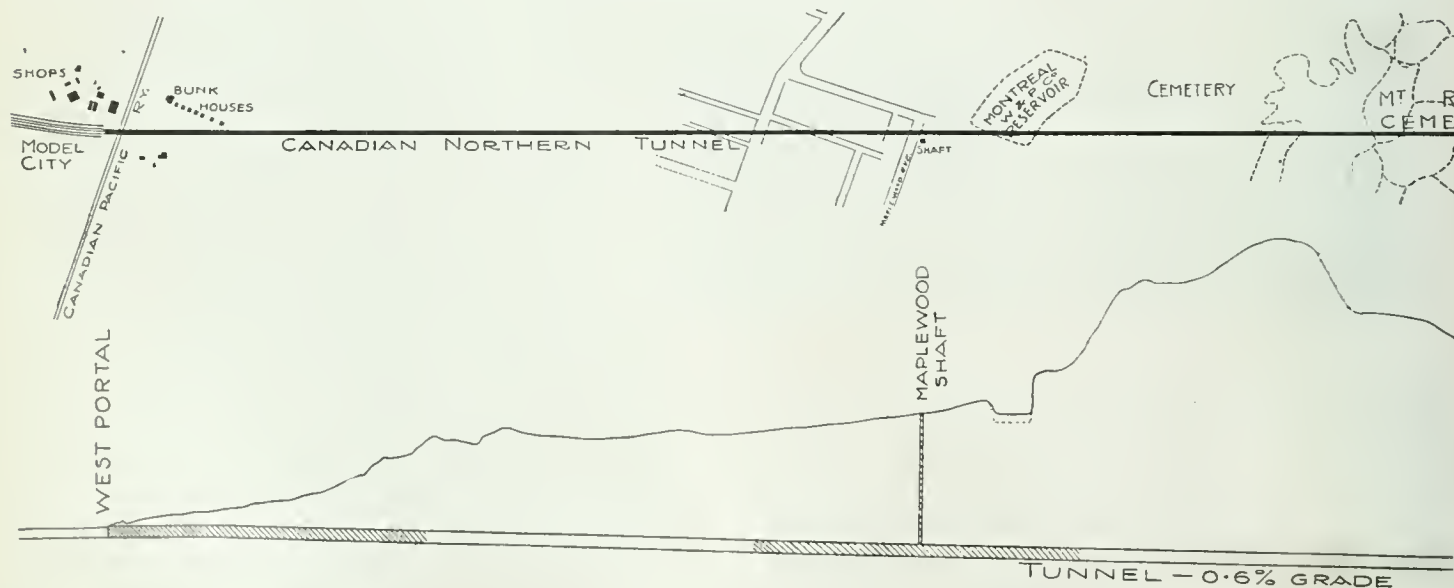 SHOPS
BUNK
HOUSES
RY.
CANADIAN PACIFIC
MODEL
CITY
CANADIAN NORTHERN TUNNEL
SHAFT
MONTREAL
W & P Co
RESERVOIR
CEMETERY
MT R
CEME
WEST PORTAL
MAPLEWOOD
SHAFT
TUNNEL – 0.6% GRADE